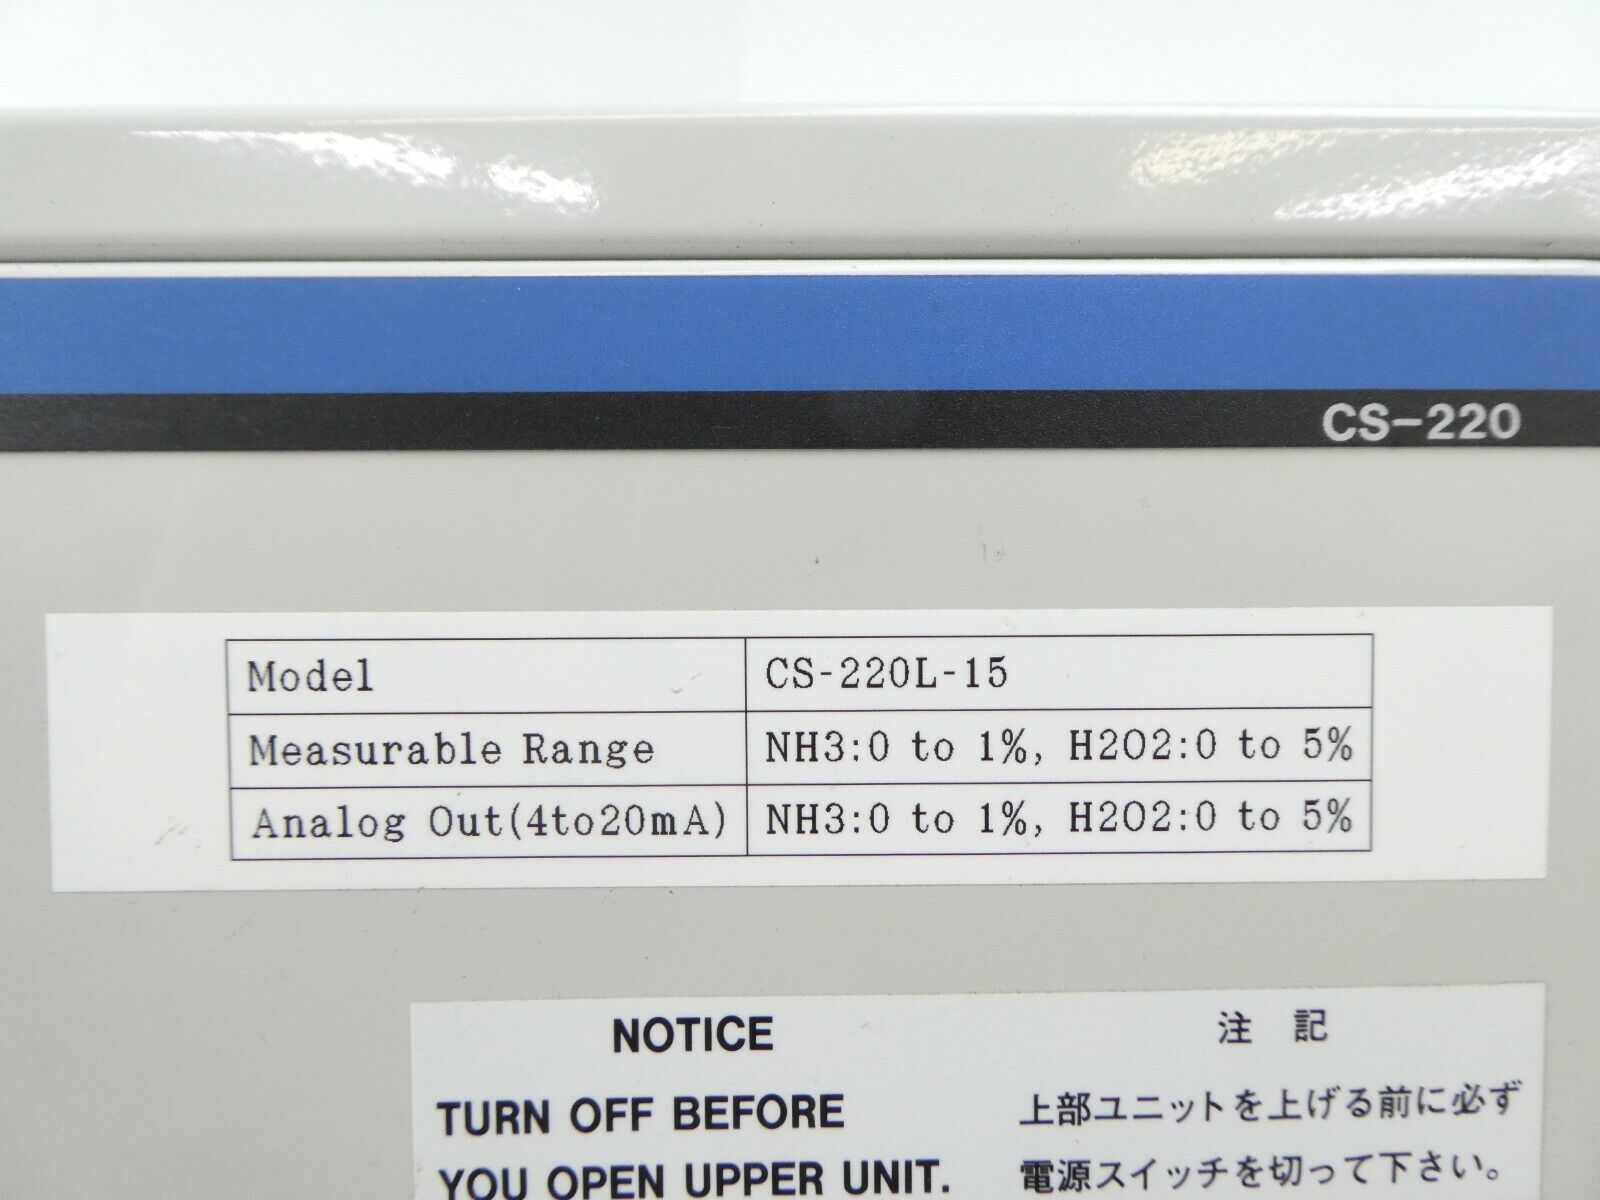 CS-220
Model CS-220L-15
Measurable Range NH3:0 to 1%, H2O2:0 to 5%
Analog Out(4to20mA) NH3:0 to 1%, H2O2:0 to 5%
NOTICE
TURN OFF BEFORE
YOU OPEN UPPER UNIT.
注 記
上部ユニットを上げる前に必ず
電源スイッチを切って下さい。